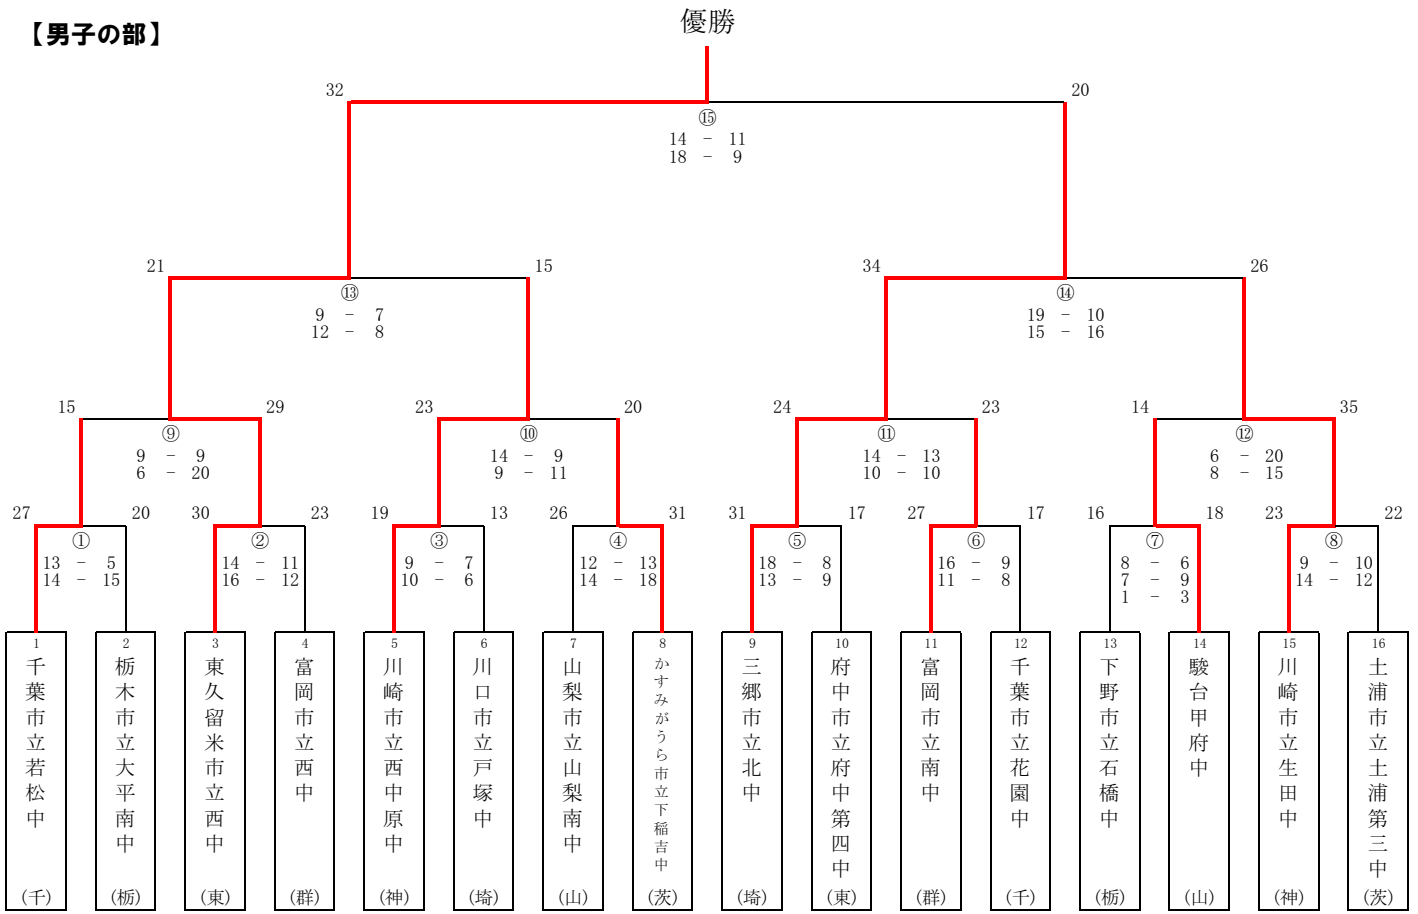 【男子の部】
優勝
32 20
⑮
14 - 11
18 - 9
21 15 34 26
⑬ ⑭
9 - 7 19 - 10
12 - 8 15 - 16
15 29 23 20 24 23 14 35
⑨ ⑩ ⑪ ⑫
9 - 9 14 - 9 14 - 13 6 - 20
6 - 20 9 - 11 10 - 10 8 - 15
27 20 30 23 19 13 26 31 31 17 27 17 16 18 23 22
① ② ③ ④ ⑤ ⑥ ⑦ ⑧
13 - 5 14 - 11 9 - 7 12 - 13 18 - 8 16 - 9 8 - 6 9 - 10
14 - 15 16 - 12 10 - 6 14 - 18 13 - 9 11 - 8 7 - 9 14 - 12
1 - 3
1
千葉市立若松中
(千)
2
栃木市立大平南中
(栃)
3
東久留米市立西中
(東)
4
富岡市立西中
(群)
5
川崎市立西中原中
(神)
6
川口市立戸塚中
(埼)
7
山梨市立山梨南中
(山)
8
かすみがうら市立下稲吉中
(茨)
9
三郷市立北中
(埼)
10
府中市立府中第四中
(東)
11
富岡市立南中
(群)
12
千葉市立花園中
(千)
13
下野市立石橋中
(栃)
14
駿台甲府中
(山)
15
川崎市立生田中
(神)
16
土浦市立土浦第三中
(茨)